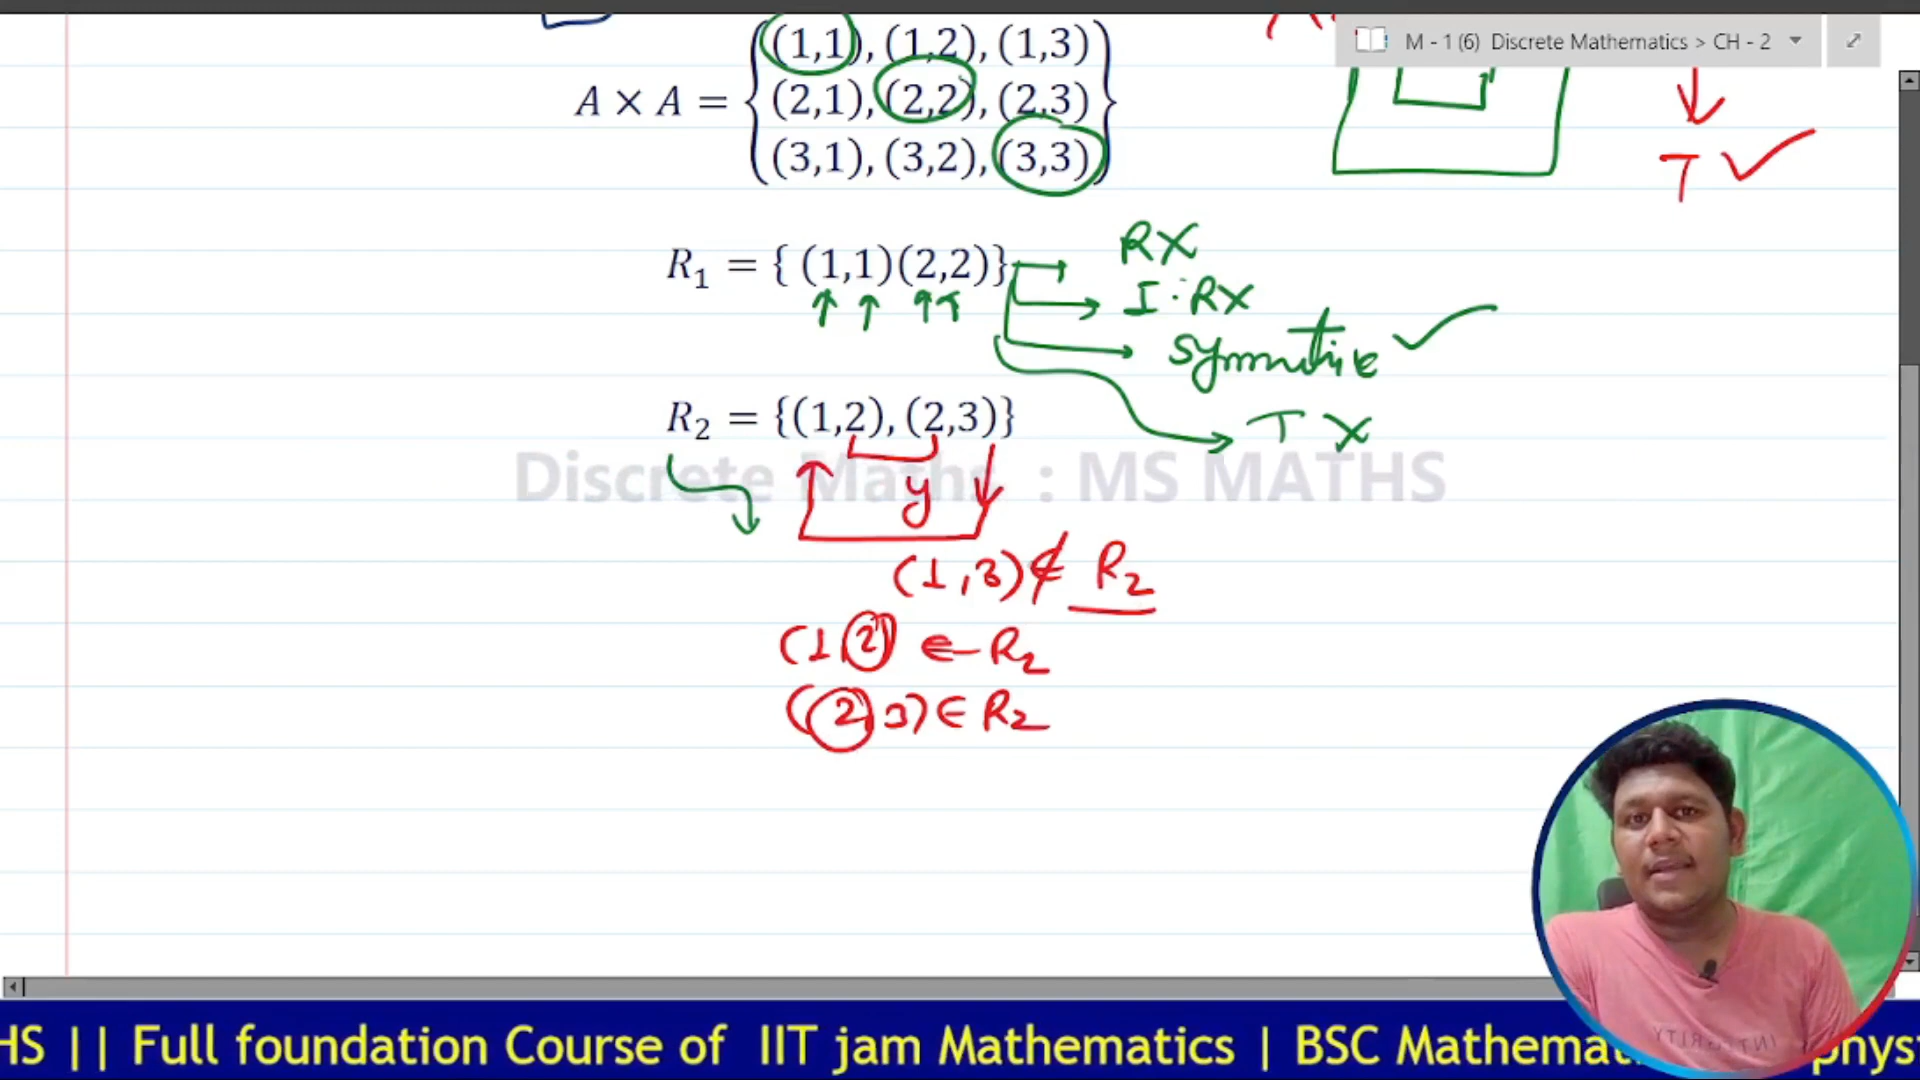 M - 1 (6) Discrete Mathematics > CH - 2
A × A = { (1,1), (1,2), (1,3)
(2,1), (2,2), (2,3)
(3,1), (3,2), (3,3) }
T ✓
R₁ = { (1,1)(2,2)}
R X
I·RX
symmetive ✓
T X
R₂ = {(1,2), (2,3)}
Discrete Maths : MS MATHS
y
(1,3) ∉ R₂
(1 2) ∈ R₂
(2, 3) ∈ R₂
HS || Full foundation Course of IIT jam Mathematics | BSC Mathema physi